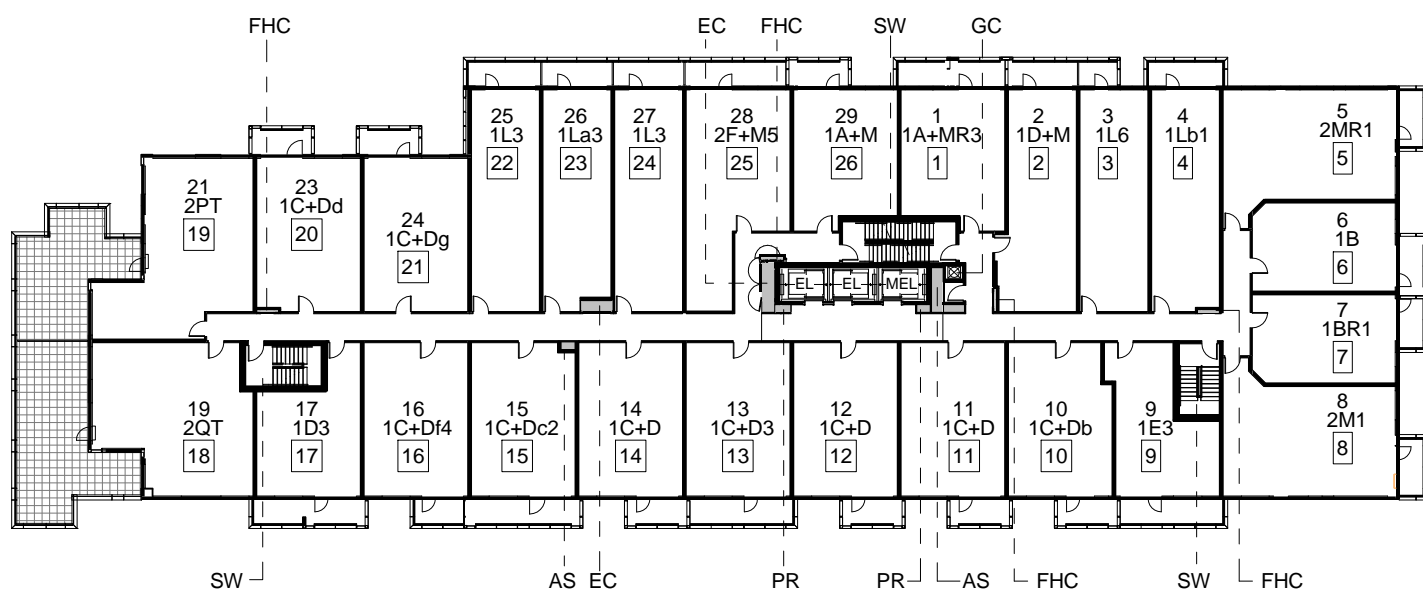 FHC EC FHC SW GC
25
1L3
22
26
1La3
23
27
1L3
24
28
2F+M5
25
29
1A+M
26
1
1A+MR3
1
2
1D+M
2
3
1L6
3
4
1Lb1
4
5
2MR1
5
21
2PT
19
23
1C+Dd
20
24
1C+Dg
21
6
1B
6
EL EL MEL
7
1BR1
7
19
2QT
18
17
1D3
17
16
1C+Df4
16
15
1C+Dc2
15
14
1C+D
14
13
1C+D3
13
12
1C+D
12
11
1C+D
11
10
1C+Db
10
9
1E3
9
8
2M1
8
SW AS EC PR PR AS FHC SW FHC